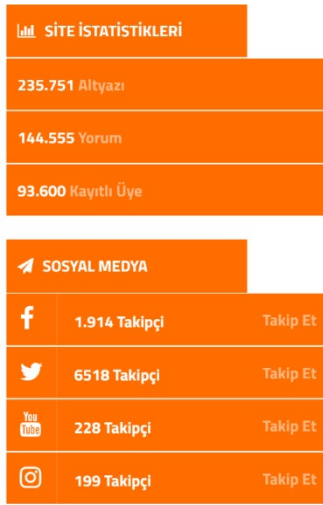 SİTE İSTATİSTİKLERİ
235.751 Altyazı
144.555 Yorum
93.600 Kayıtlı Üye
SOSYAL MEDYA
1.914 Takipçi Takip Et
6518 Takipçi Takip Et
You Tube 228 Takipçi Takip Et
199 Takipçi Takip Et